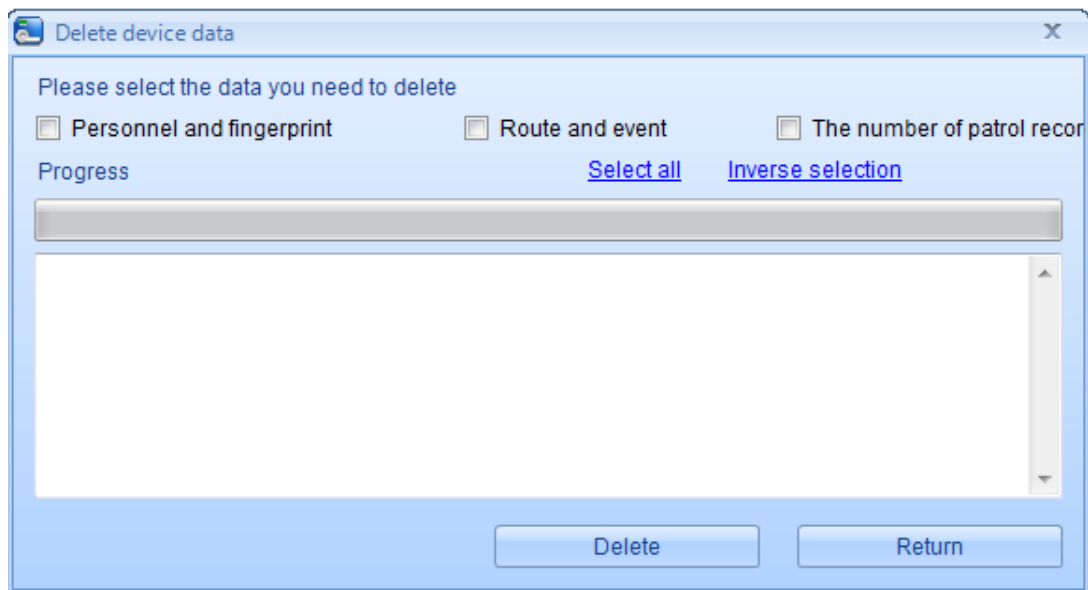 Delete device data
Please select the data you need to delete
Personnel and fingerprint Route and event The number of patrol recor
Progress Select all Inverse selection
Delete Return